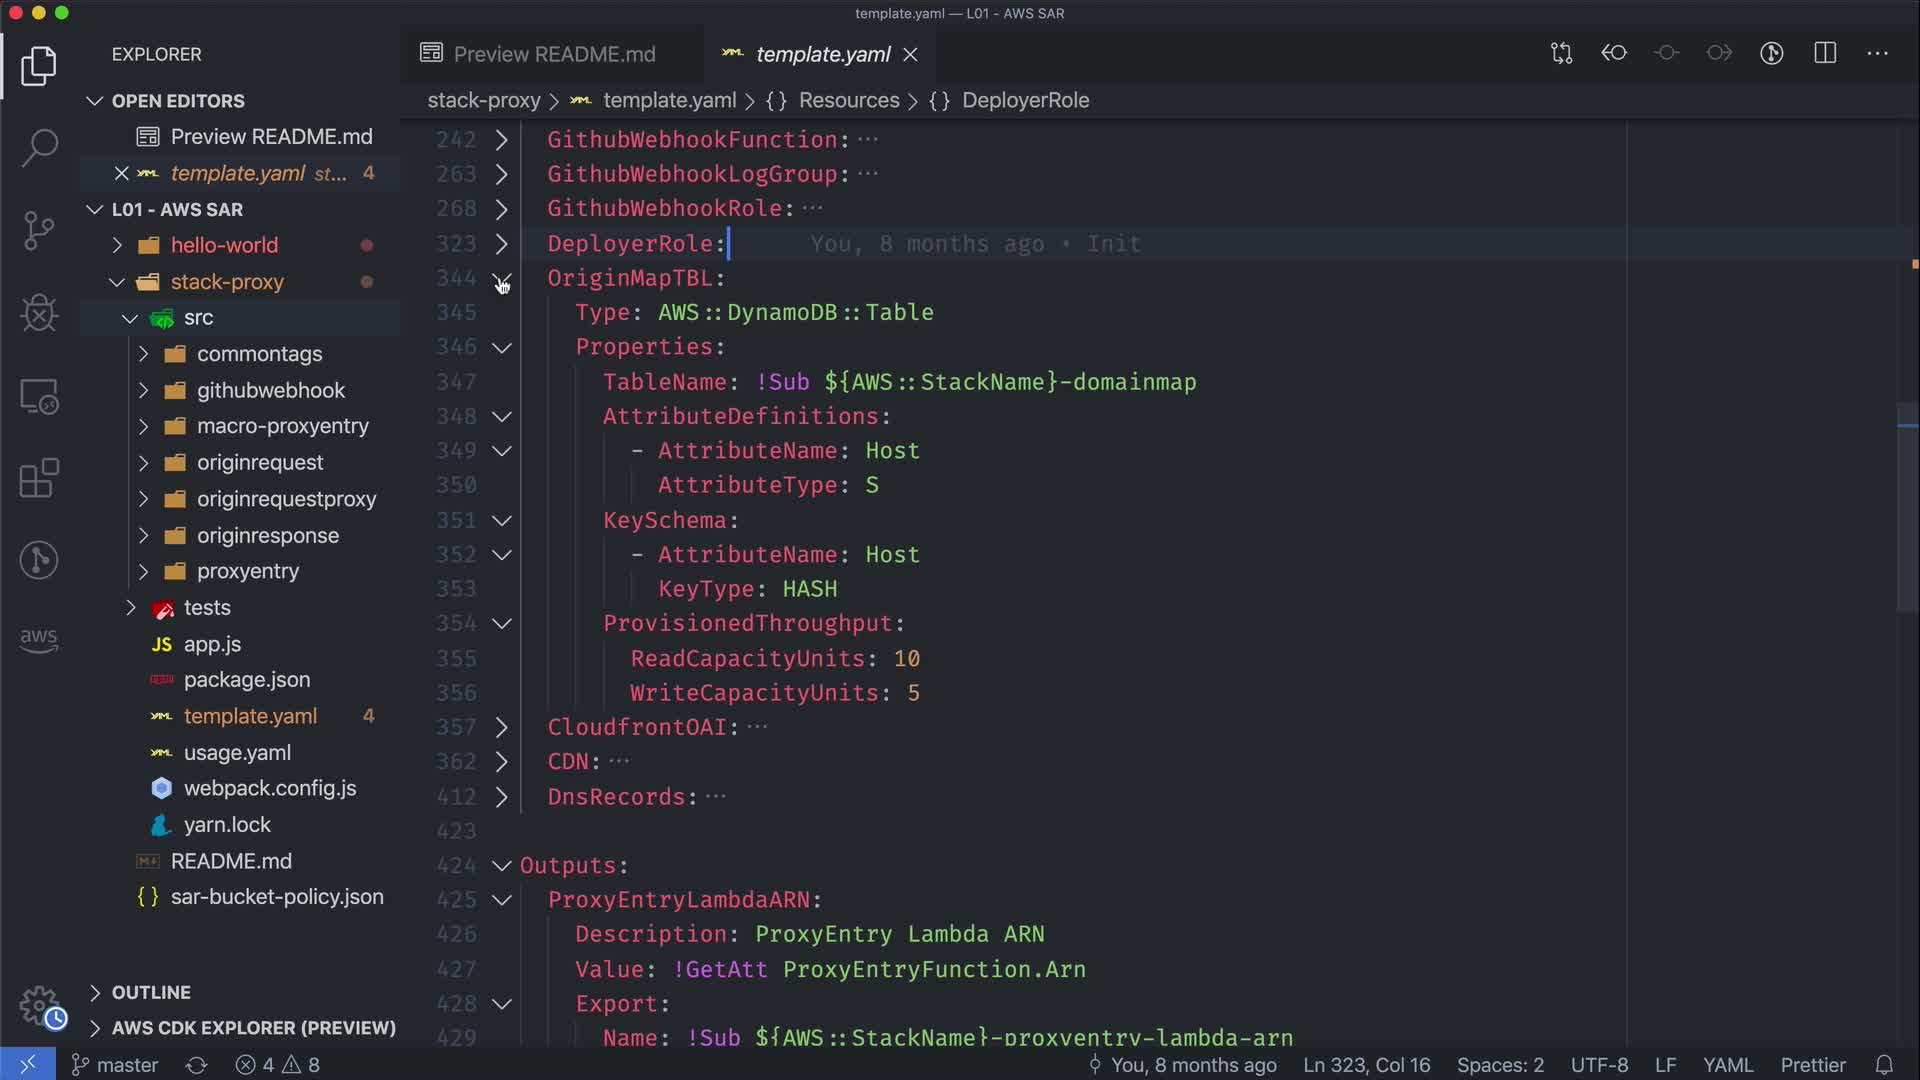 template.yaml — L01 - AWS SAR
EXPLORER
OPEN EDITORS
Preview README.md
template.yaml st... 4
L01 - AWS SAR
hello-world
stack-proxy
src
commontags
githubwebhook
macro-proxyentry
originrequest
originrequestproxy
originresponse
proxyentry
tests
JS app.js
package.json
template.yaml 4
usage.yaml
webpack.config.js
yarn.lock
README.md
{ } sar-bucket-policy.json
OUTLINE
AWS CDK EXPLORER (PREVIEW)
aws
Preview README.md
template.yaml
stack-proxy > template.yaml > {} Resources > {} DeployerRole
242 GithubWebhookFunction: ...
263 GithubWebhookLogGroup: ...
268 GithubWebhookRole: ...
323 DeployerRole: You, 8 months ago • Init
344 OriginMapTBL:
345 Type: AWS::DynamoDB::Table
346 Properties:
347 TableName: !Sub ${AWS::StackName}-domainmap
348 AttributeDefinitions:
349 - AttributeName: Host
350 AttributeType: S
351 KeySchema:
352 - AttributeName: Host
353 KeyType: HASH
354 ProvisionedThroughput:
355 ReadCapacityUnits: 10
356 WriteCapacityUnits: 5
357 CloudfrontOAI: ...
362 CDN: ...
412 DnsRecords: ...
423
424 Outputs:
425 ProxyEntryLambdaARN:
426 Description: ProxyEntry Lambda ARN
427 Value: !GetAtt ProxyEntryFunction.Arn
428 Export:
429 Name: !Sub ${AWS::StackName}-proxyentry-lambda-arn
master 4 8 You, 8 months ago Ln 323, Col 16 Spaces: 2 UTF-8 LF YAML Prettier